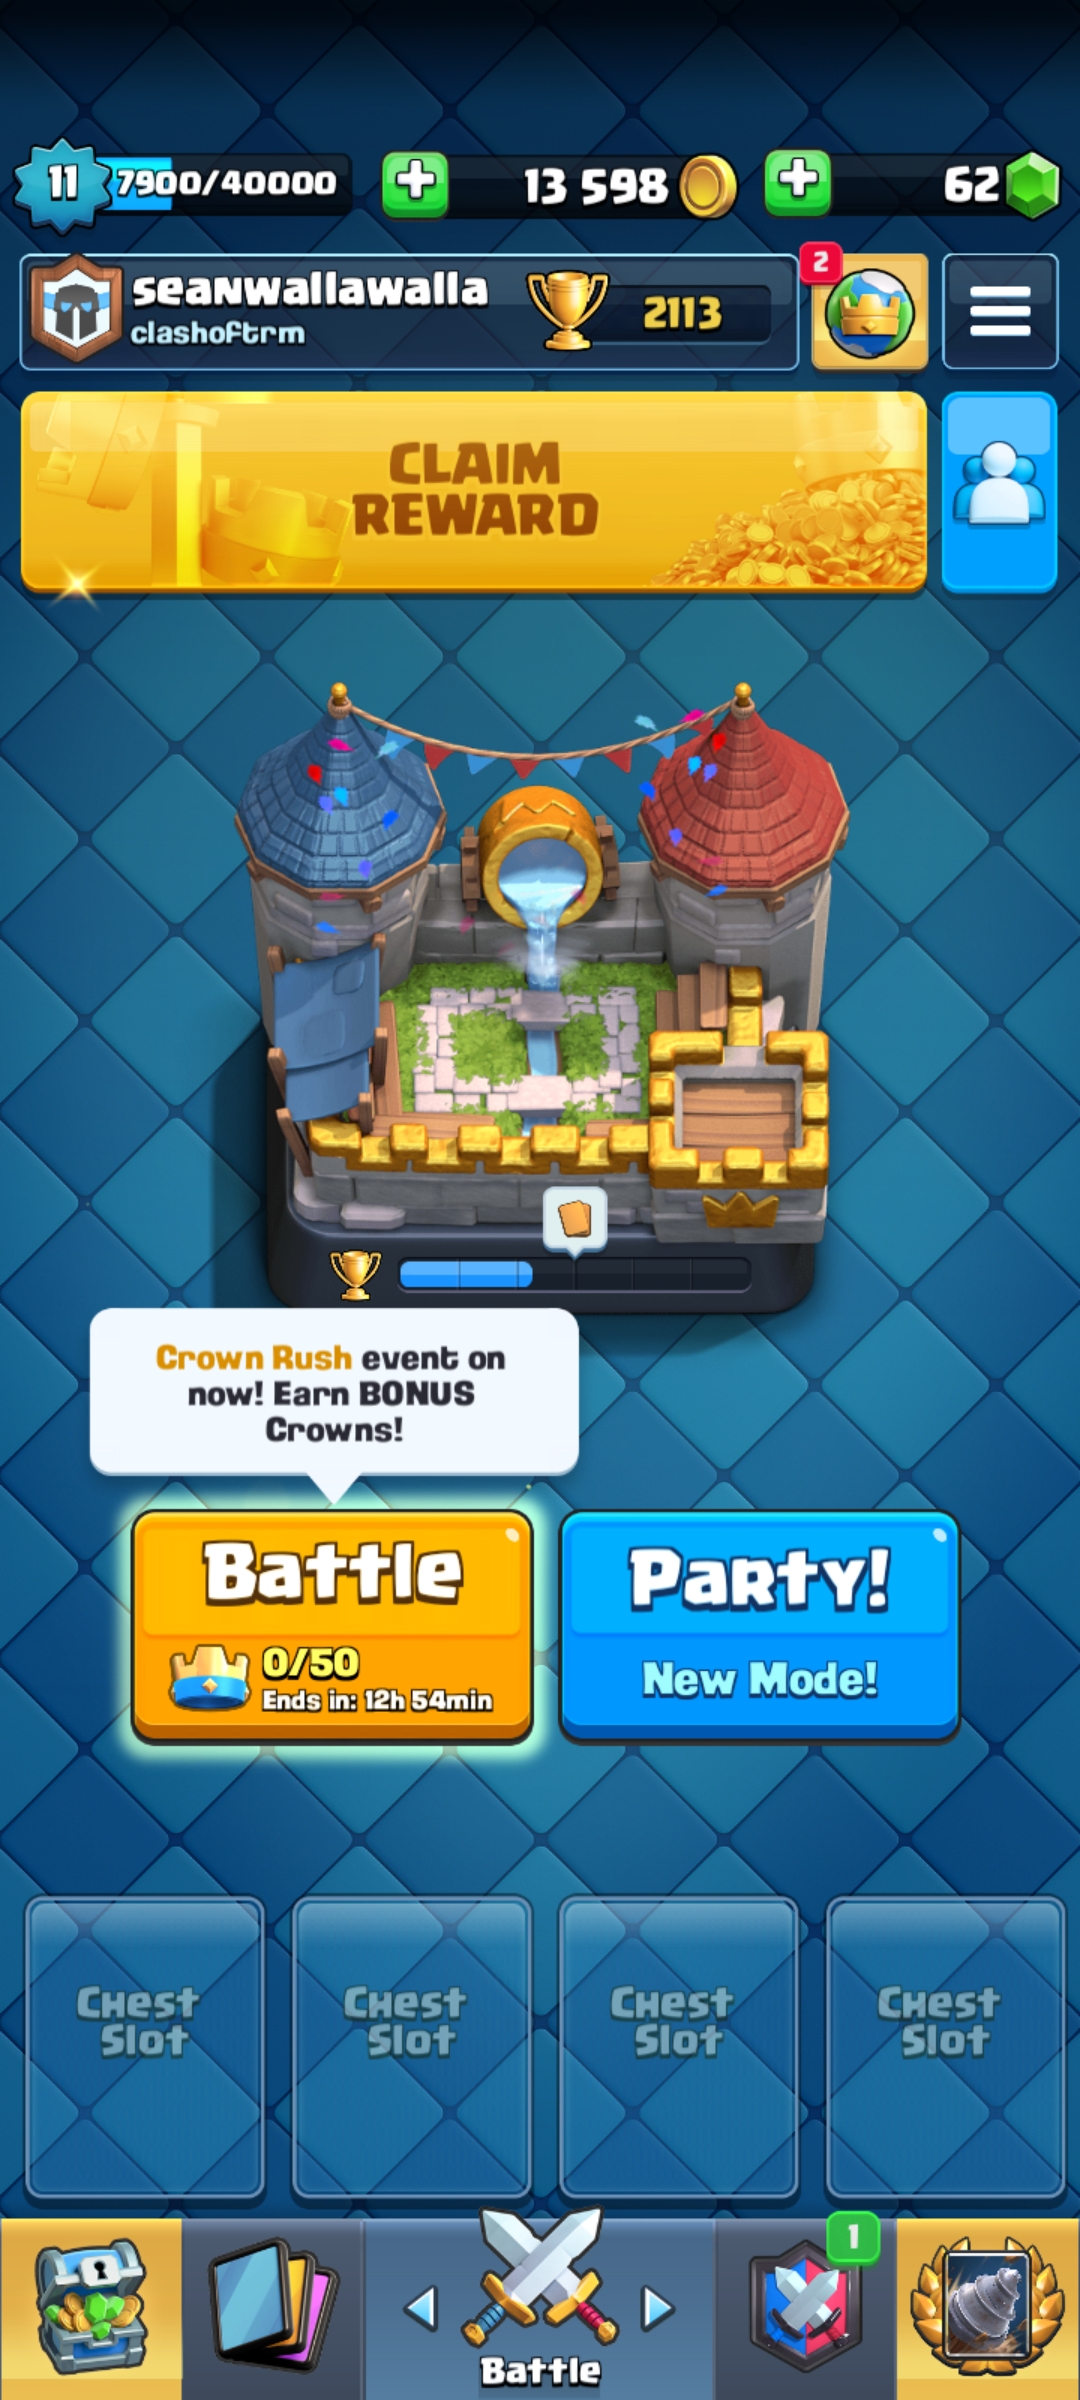 11
7900/40000
13 598
62
seanwallawalla
clashoftrm
2113
2
CLAIM
REWARD
Crown Rush event on
now! Earn BONUS
Crowns!
Battle
0/50
Ends in: 12h 54min
Party!
New Mode!
Chest
Slot
Chest
Slot
Chest
Slot
Chest
Slot
1
Battle